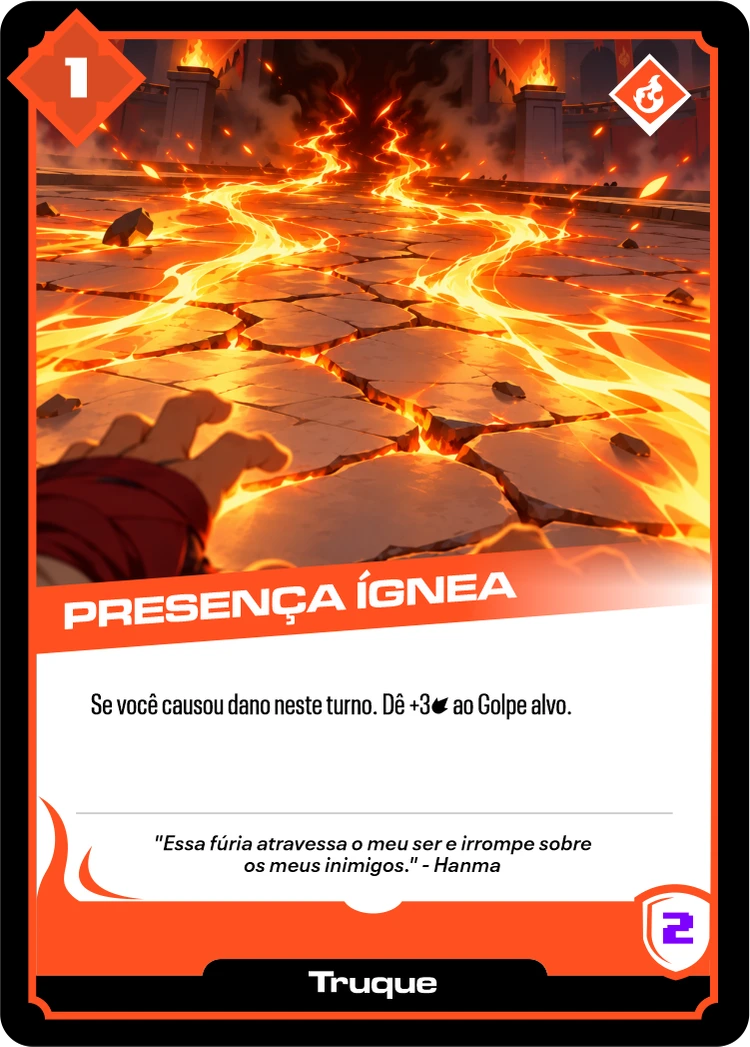 1
PRESENÇA ÍGNEA
Se você causou dano neste turno. Dê +3 ao Golpe alvo.
"Essa fúria atravessa o meu ser e irrompe sobre
os meus inimigos." - Hanma
2
Truque